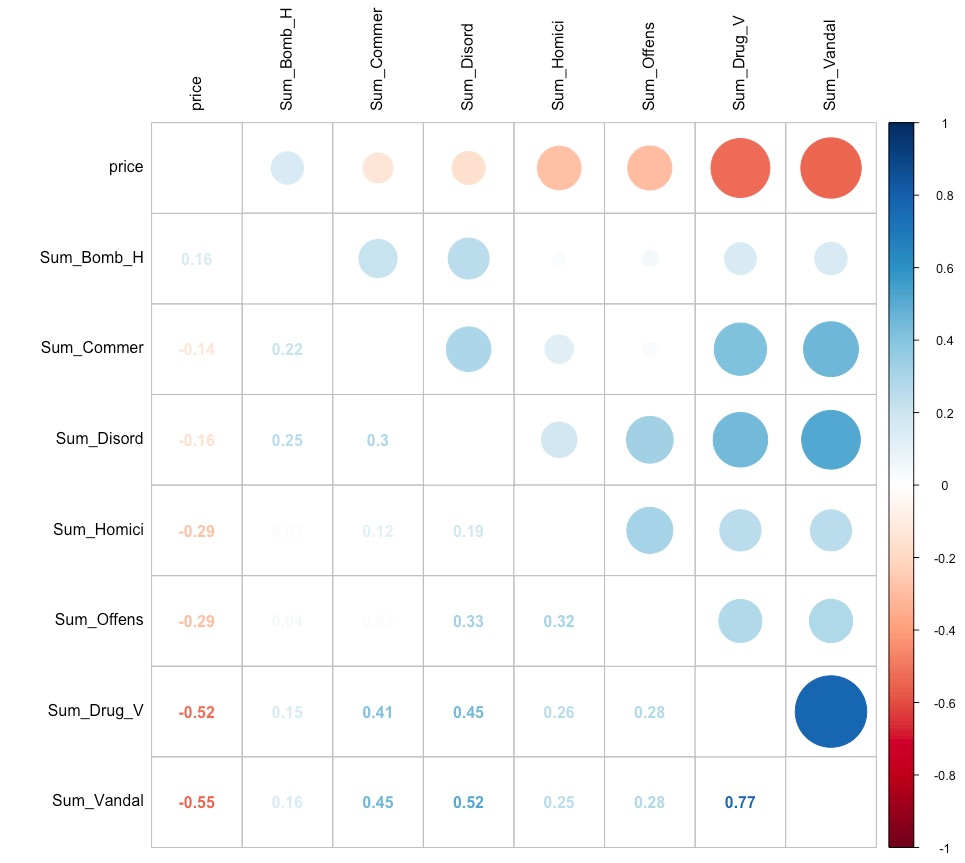 price Sum_Bomb_H Sum_Commer Sum_Disord Sum_Homici Sum_Offens Sum_Drug_V Sum_Vandal
price
Sum_Bomb_H 0.16
Sum_Commer -0.14 0.22
Sum_Disord -0.16 0.25 0.3
Sum_Homici -0.29 0.12 0.19
Sum_Offens -0.29 0.04 0.33 0.32
Sum_Drug_V -0.52 0.15 0.41 0.45 0.26 0.28
Sum_Vandal -0.55 0.16 0.45 0.52 0.25 0.28 0.77
1
0.8
0.6
0.4
0.2
0
-0.2
-0.4
-0.6
-0.8
-1